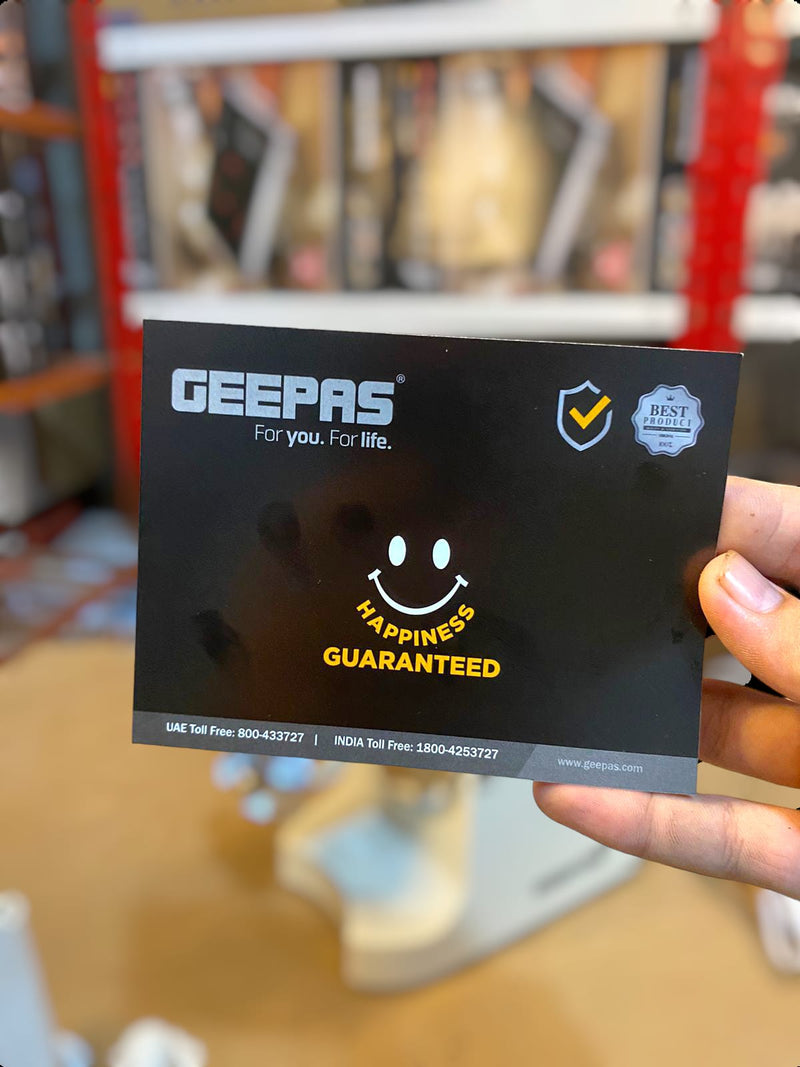 GEEPAS®
For you. For life.
BEST
PRODUCT
100%
HAPPINESS
GUARANTEED
UAE Toll Free: 800-433727 | INDIA Toll Free: 1800-4253727
www.geepas.com